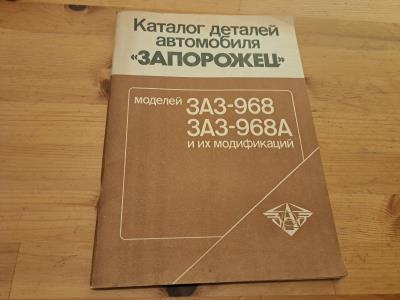 Каталог деталей
автомобиля
«ЗАПОРОЖЕЦ»
моделей ЗАЗ-968
ЗАЗ-968А
и их модификаций